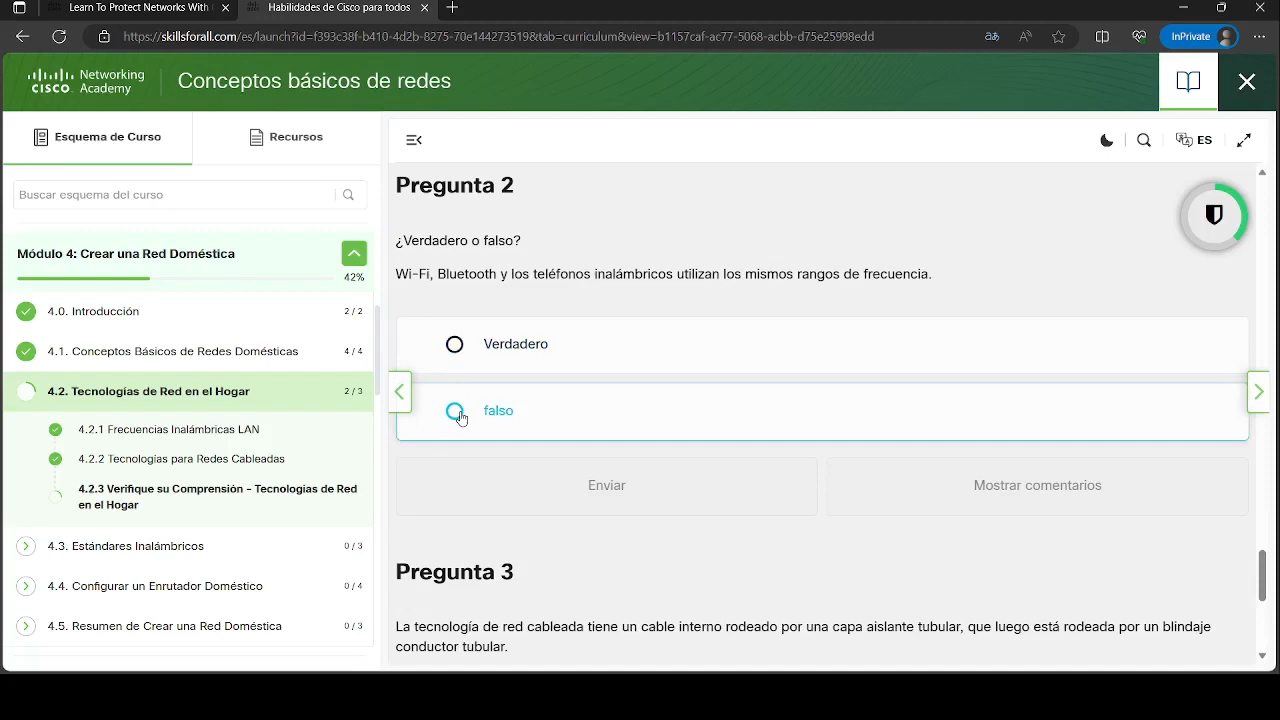 Learn To Protect Networks With
Habilidades de Cisco para todos
https://skillsforall.com/es/launch?id=f393c38f-b410-4d2b-8275-70e144273519&tab=curriculum&view=b1157caf-ac77-5068-acbb-d75e25998edd
InPrivate
Networking
CISCO Academy
Conceptos básicos de redes
Esquema de Curso
Recursos
ES
Buscar esquema del curso
Módulo 4: Crear una Red Doméstica
42%
4.0. Introducción
2 / 2
4.1. Conceptos Básicos de Redes Domésticas
4 / 4
4.2. Tecnologías de Red en el Hogar
2 / 3
4.2.1 Frecuencias Inalámbricas LAN
4.2.2 Tecnologías para Redes Cableadas
4.2.3 Verifique su Comprensión - Tecnologías de Red
en el Hogar
4.3. Estándares Inalámbricos
0 / 3
4.4. Configurar un Enrutador Doméstico
0 / 4
4.5. Resumen de Crear una Red Doméstica
0 / 3
Pregunta 2
¿Verdadero o falso?
Wi-Fi, Bluetooth y los teléfonos inalámbricos utilizan los mismos rangos de frecuencia.
Verdadero
falso
Enviar
Mostrar comentarios
Pregunta 3
La tecnología de red cableada tiene un cable interno rodeado por una capa aislante tubular, que luego está rodeada por un blindaje
conductor tubular.